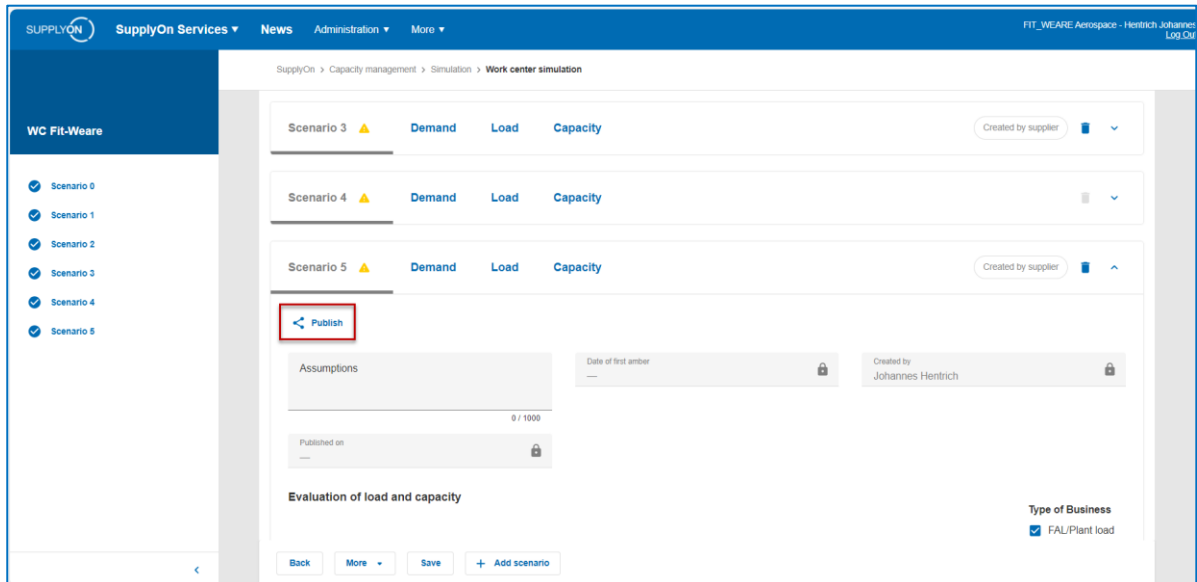 SUPPLYON SupplyOn Services News Administration More FIT_WEARE Aerospace - Hentrich Johannes
Log Out
SupplyOn > Capacity management > Simulation > Work center simulation
WC Fit-Weare
Scenario 0
Scenario 1
Scenario 2
Scenario 3
Scenario 4
Scenario 5
Scenario 3 Demand Load Capacity Created by supplier
Scenario 4 Demand Load Capacity
Scenario 5 Demand Load Capacity Created by supplier
Publish
Assumptions
0 / 1000
Date of first amber
—
Created by
Johannes Hentrich
Published on
—
Evaluation of load and capacity
Type of Business
FAL/Plant load
Back More Save + Add scenario